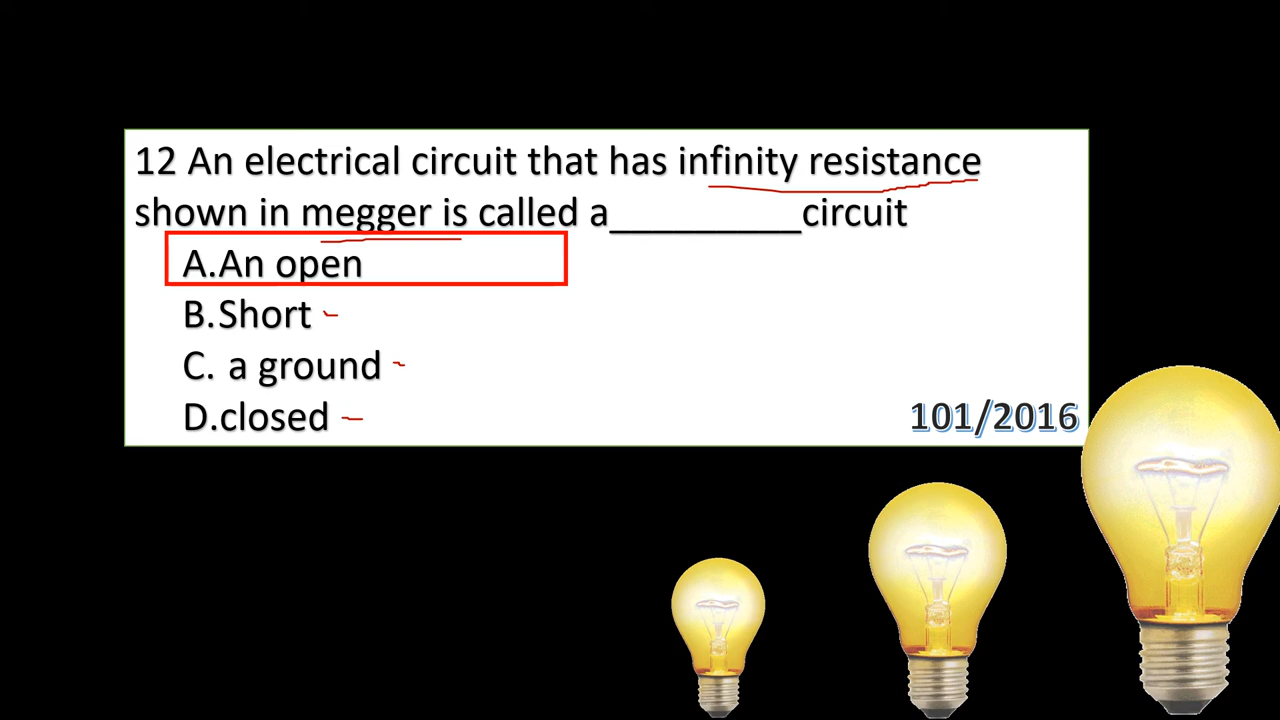 12 An electrical circuit that has infinity resistance
shown in megger is called a__________circuit
A.An open
B.Short
C. a ground
D.closed
101/2016